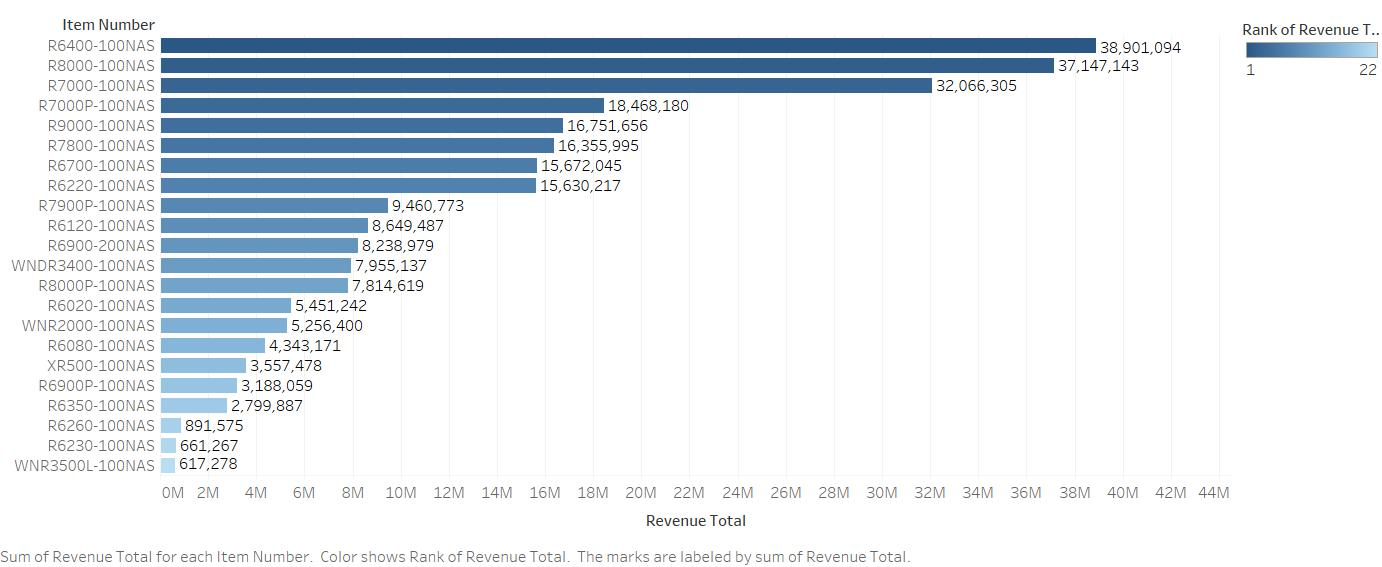 Item Number
R6400-100NAS 38,901,094
R8000-100NAS 37,147,143
R7000-100NAS 32,066,305
R7000P-100NAS 18,468,180
R9000-100NAS 16,751,656
R7800-100NAS 16,355,995
R6700-100NAS 15,672,045
R6220-100NAS 15,630,217
R7900P-100NAS 9,460,773
R6120-100NAS 8,649,487
R6900-200NAS 8,238,979
WNDR3400-100NAS 7,955,137
R8000P-100NAS 7,814,619
R6020-100NAS 5,451,242
WNR2000-100NAS 5,256,400
R6080-100NAS 4,343,171
XR500-100NAS 3,557,478
R6900P-100NAS 3,188,059
R6350-100NAS 2,799,887
R6260-100NAS 891,575
R6230-100NAS 661,267
WNR3500L-100NAS 617,278
0M 2M 4M 6M 8M 10M 12M 14M 16M 18M 20M 22M 24M 26M 28M 30M 32M 34M 36M 38M 40M 42M 44M
Revenue Total
Rank of Revenue T..
1 22
Sum of Revenue Total for each Item Number. Color shows Rank of Revenue Total. The marks are labeled by sum of Revenue Total.